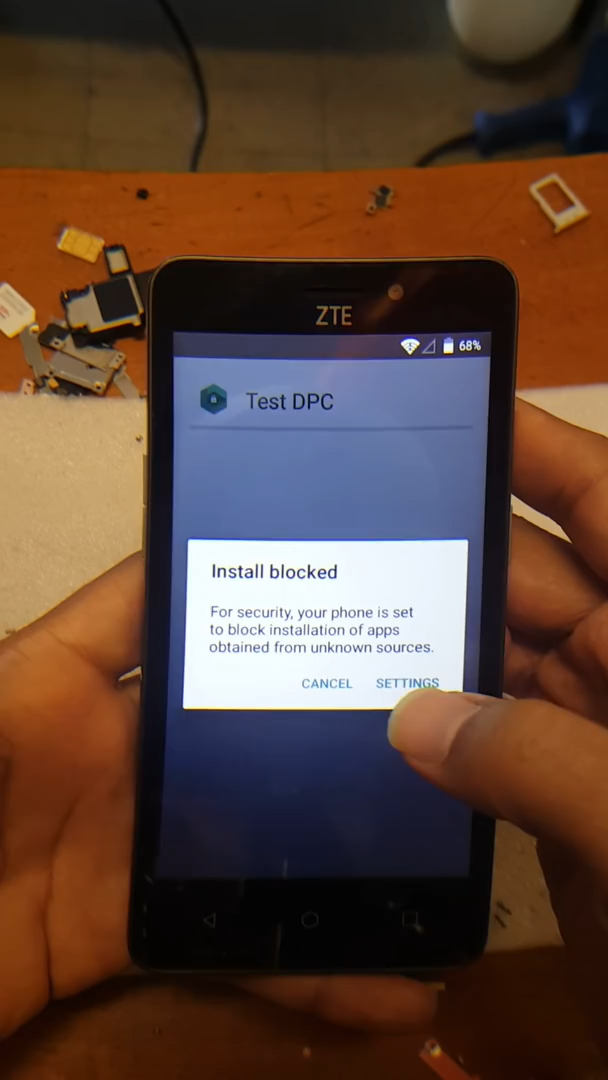 ZTE
68%
Test DPC
Install blocked
For security, your phone is set
to block installation of apps
obtained from unknown sources.
CANCEL SETTINGS